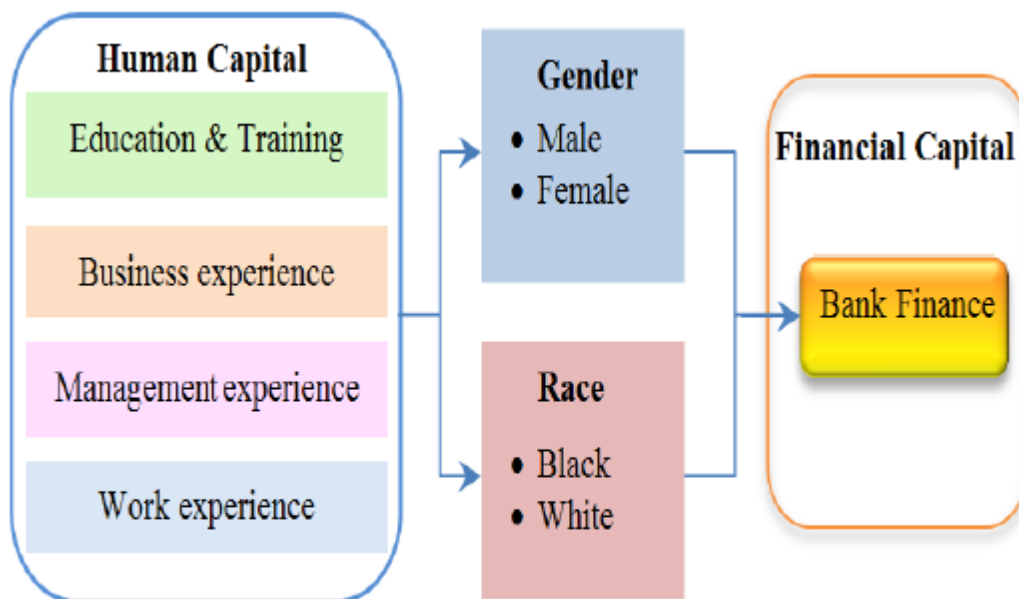 Human Capital
Education & Training
Business experience
Management experience
Work experience
Gender
• Male
• Female
Race
• Black
• White
Financial Capital
Bank Finance